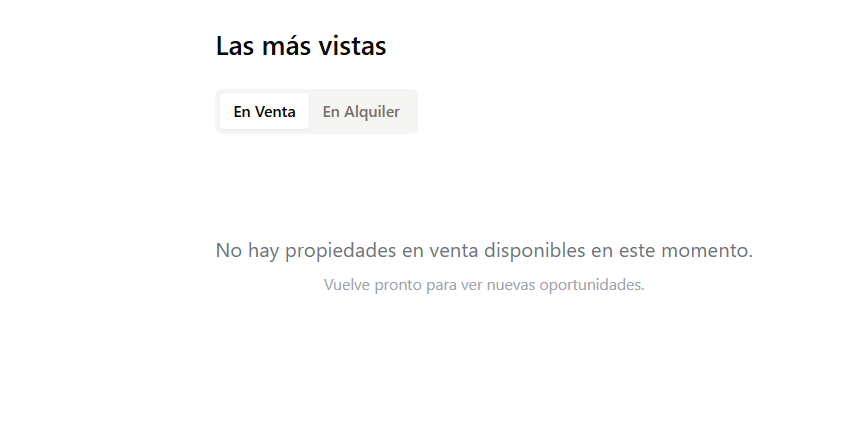 Las más vistas
En Venta En Alquiler
No hay propiedades en venta disponibles en este momento.
Vuelve pronto para ver nuevas oportunidades.